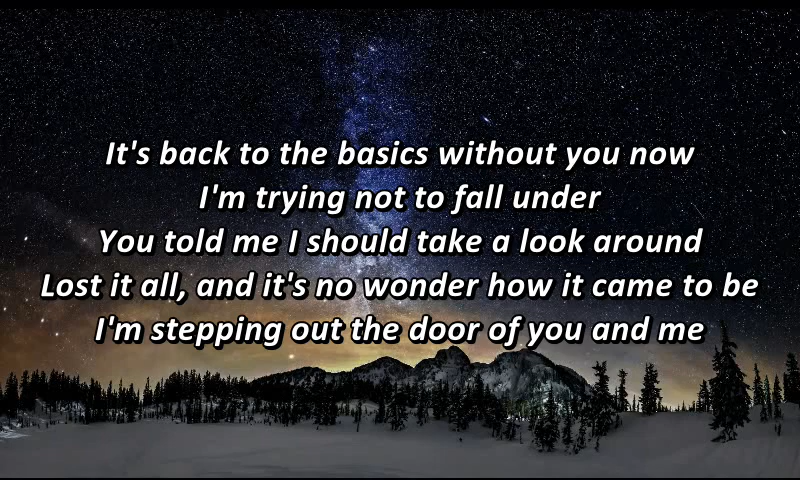 It's back to the basics without you now
I'm trying not to fall under
You told me I should take a look around
Lost it all, and it's no wonder how it came to be
I'm stepping out the door of you and me